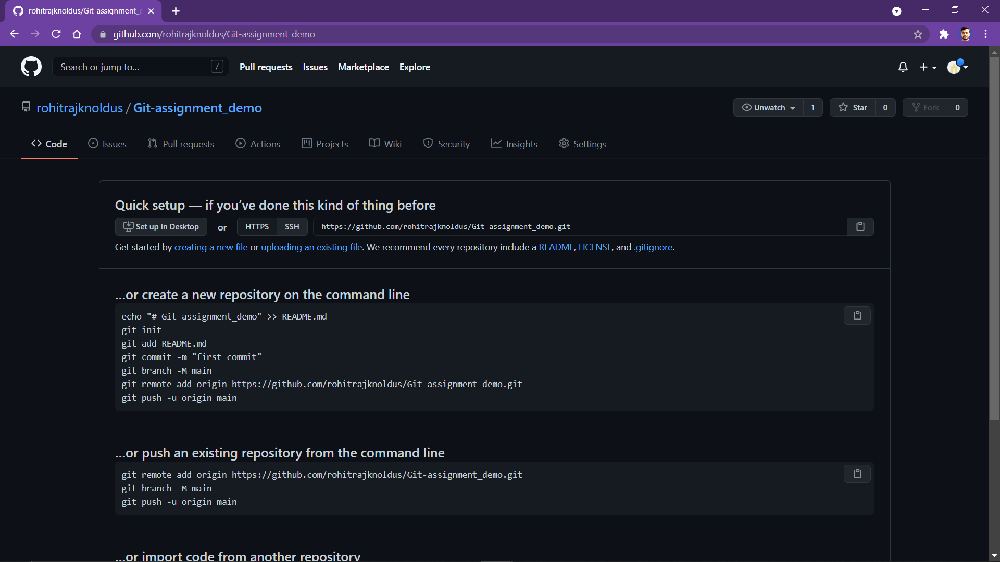 rohitrajknoldus/Git-assignment_
github.com/rohitrajknoldus/Git-assignment_demo
Search or jump to...
/
Pull requests
Issues
Marketplace
Explore
rohitrajknoldus / Git-assignment_demo
Unwatch 1
Star 0
Fork 0
Code
Issues
Pull requests
Actions
Projects
Wiki
Security
Insights
Settings
Quick setup — if you’ve done this kind of thing before
Set up in Desktop or HTTPS SSH https://github.com/rohitrajknoldus/Git-assignment_demo.git
Get started by creating a new file or uploading an existing file. We recommend every repository include a README, LICENSE, and .gitignore.
…or create a new repository on the command line
echo "# Git-assignment_demo" >> README.md
git init
git add README.md
git commit -m "first commit"
git branch -M main
git remote add origin https://github.com/rohitrajknoldus/Git-assignment_demo.git
git push -u origin main
…or push an existing repository from the command line
git remote add origin https://github.com/rohitrajknoldus/Git-assignment_demo.git
git branch -M main
git push -u origin main
…or import code from another repository